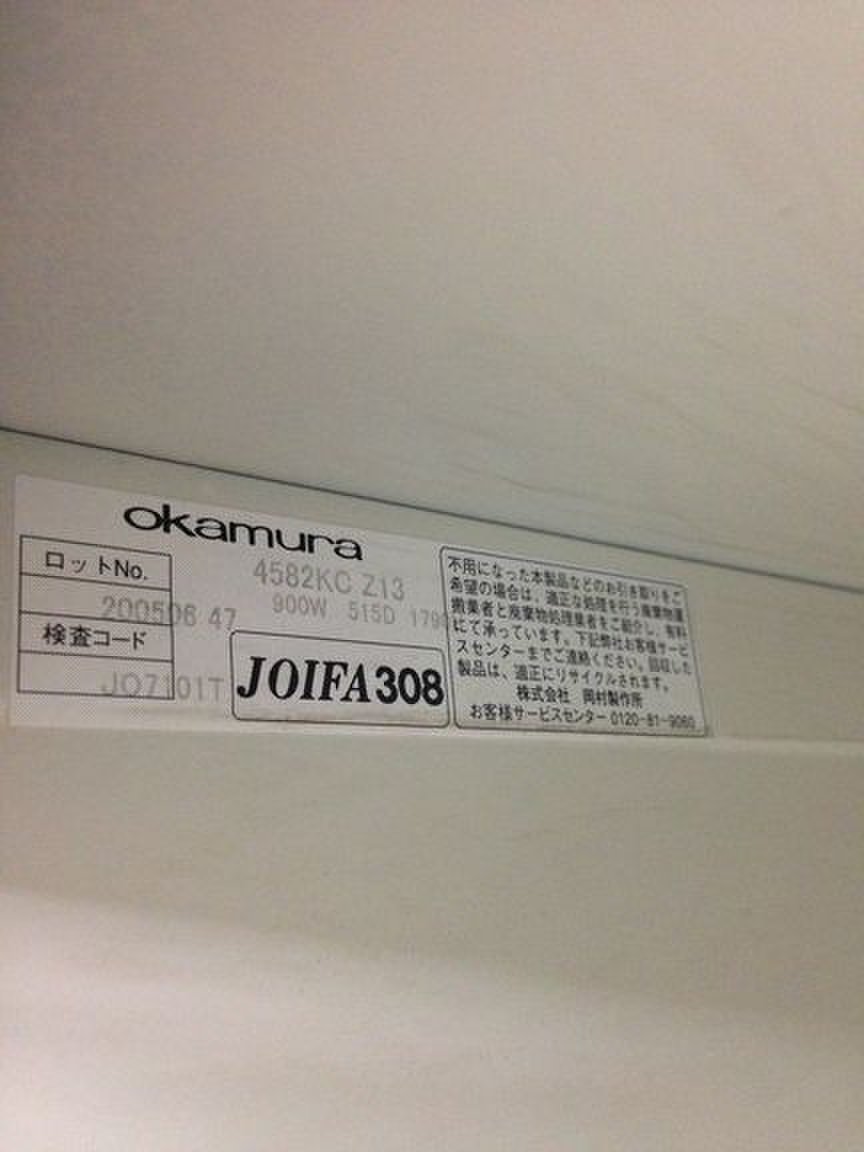 okamura
ロットNo.
4582KC Z13
900W 515D 179
200506 47
検査コード
JO7101T
JOIFA308
不用になった本製品などのお引き取りをご
希望の場合は、適正な処理を行う廃棄物運
搬業者と廃棄物処理業者をご紹介し、有料
にて承っています。下記弊社お客様サービ
スセンターまでご連絡ください。回収した
製品は、適正にリサイクルされます。
株式会社 岡村製作所
お客様サービスセンター 0120-81-9060